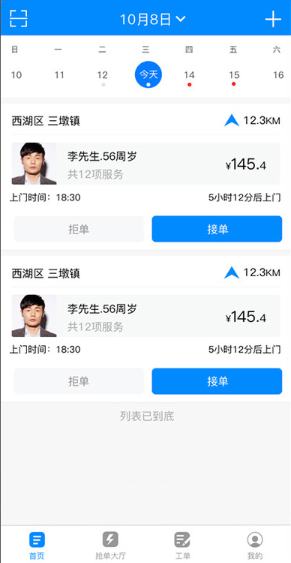 10月8日
日 一 二 三 四 五 六
10 11 12 今天 14 15 16
西湖区 三墩镇 12.3KM
李先生.56周岁
¥145.4
共12项服务
上门时间：18:30 5小时12分后上门
拒单 接单
西湖区 三墩镇 12.3KM
李先生.56周岁
¥145.4
共12项服务
上门时间：18:30 5小时12分后上门
拒单 接单
列表已到底
首页 抢单大厅 工单 我的